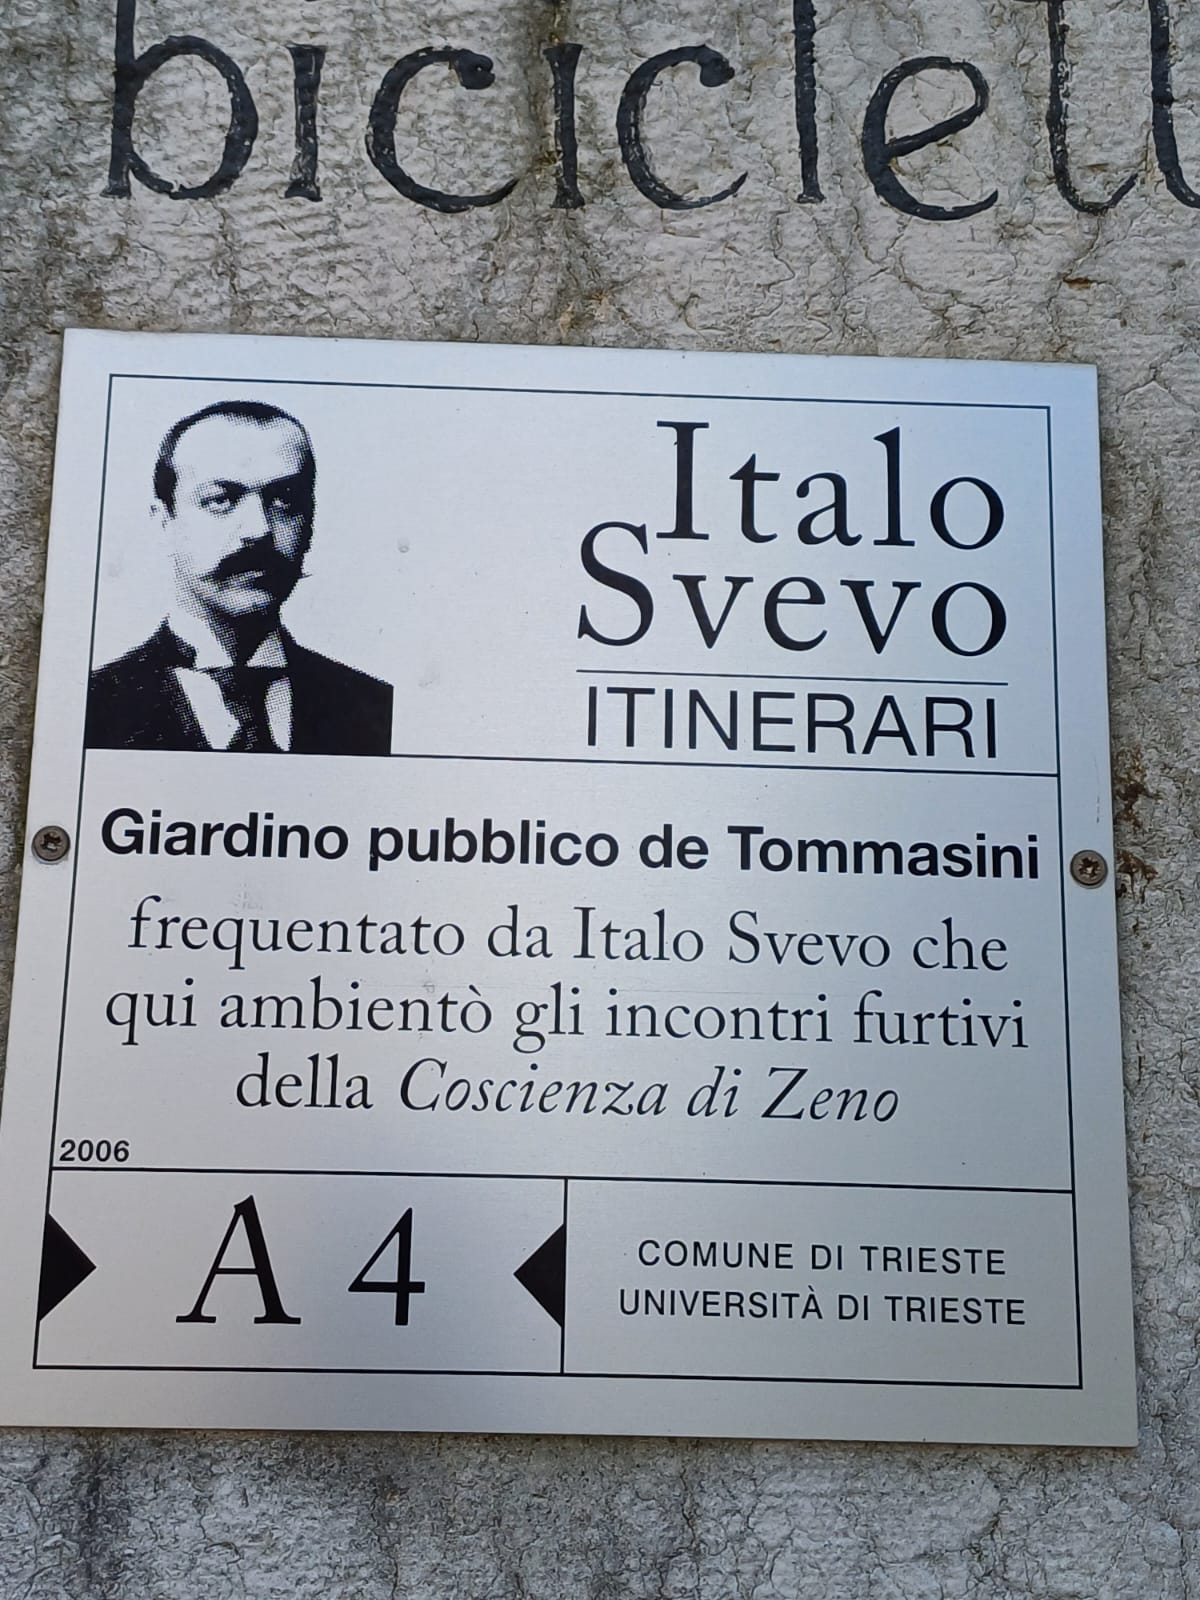 biciclett
Italo
Svevo
ITINERARI
Giardino pubblico de Tommasini
frequentato da Italo Svevo che
qui ambientò gli incontri furtivi
della Coscienza di Zeno
2006
A 4
COMUNE DI TRIESTE
UNIVERSITÀ DI TRIESTE